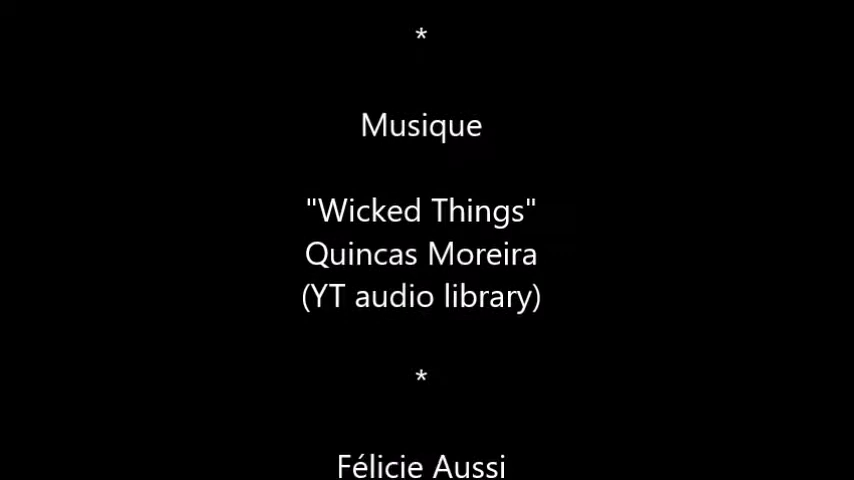 *
Musique
"Wicked Things"
Quincas Moreira
(YT audio library)
*
Félicie Aussi